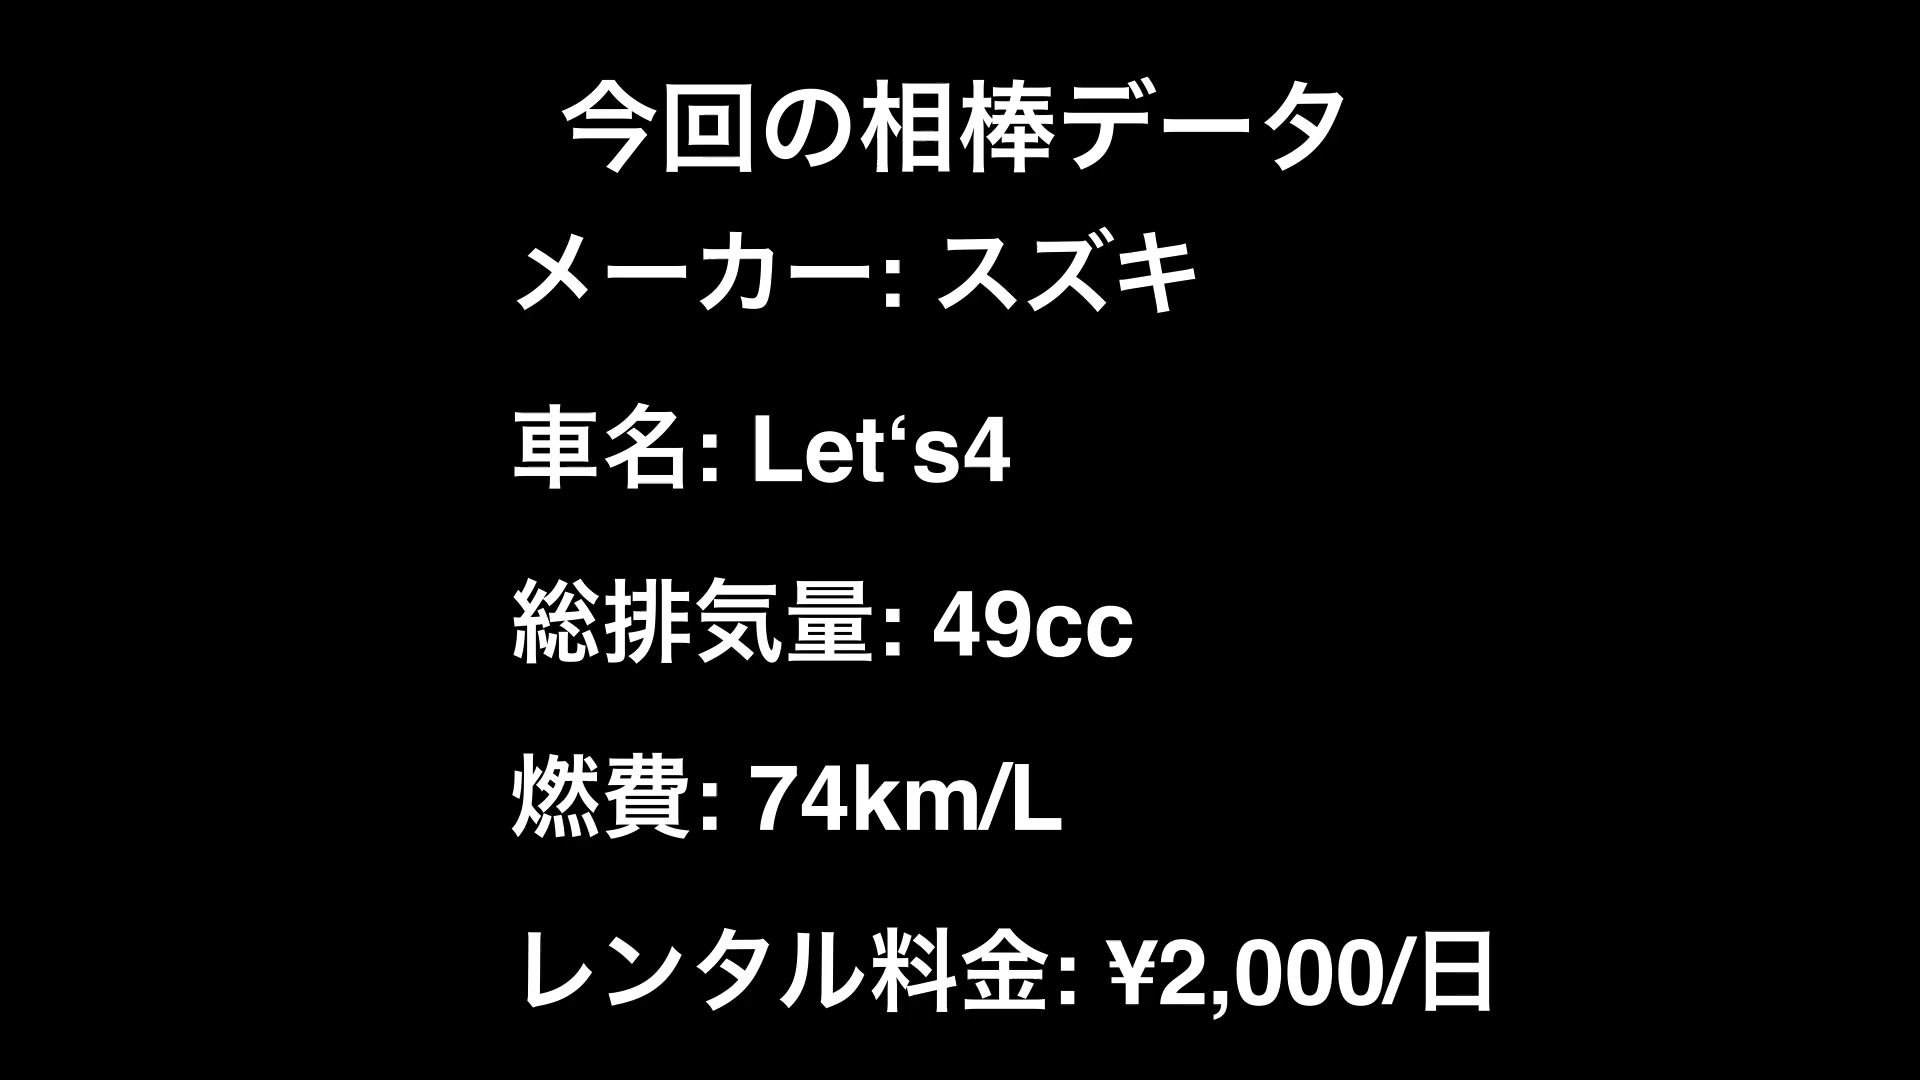 今回の相棒データ
メーカー: スズキ
車名: Let‘s4
総排気量: 49cc
燃費: 74km/L
レンタル料金: ¥2,000/日